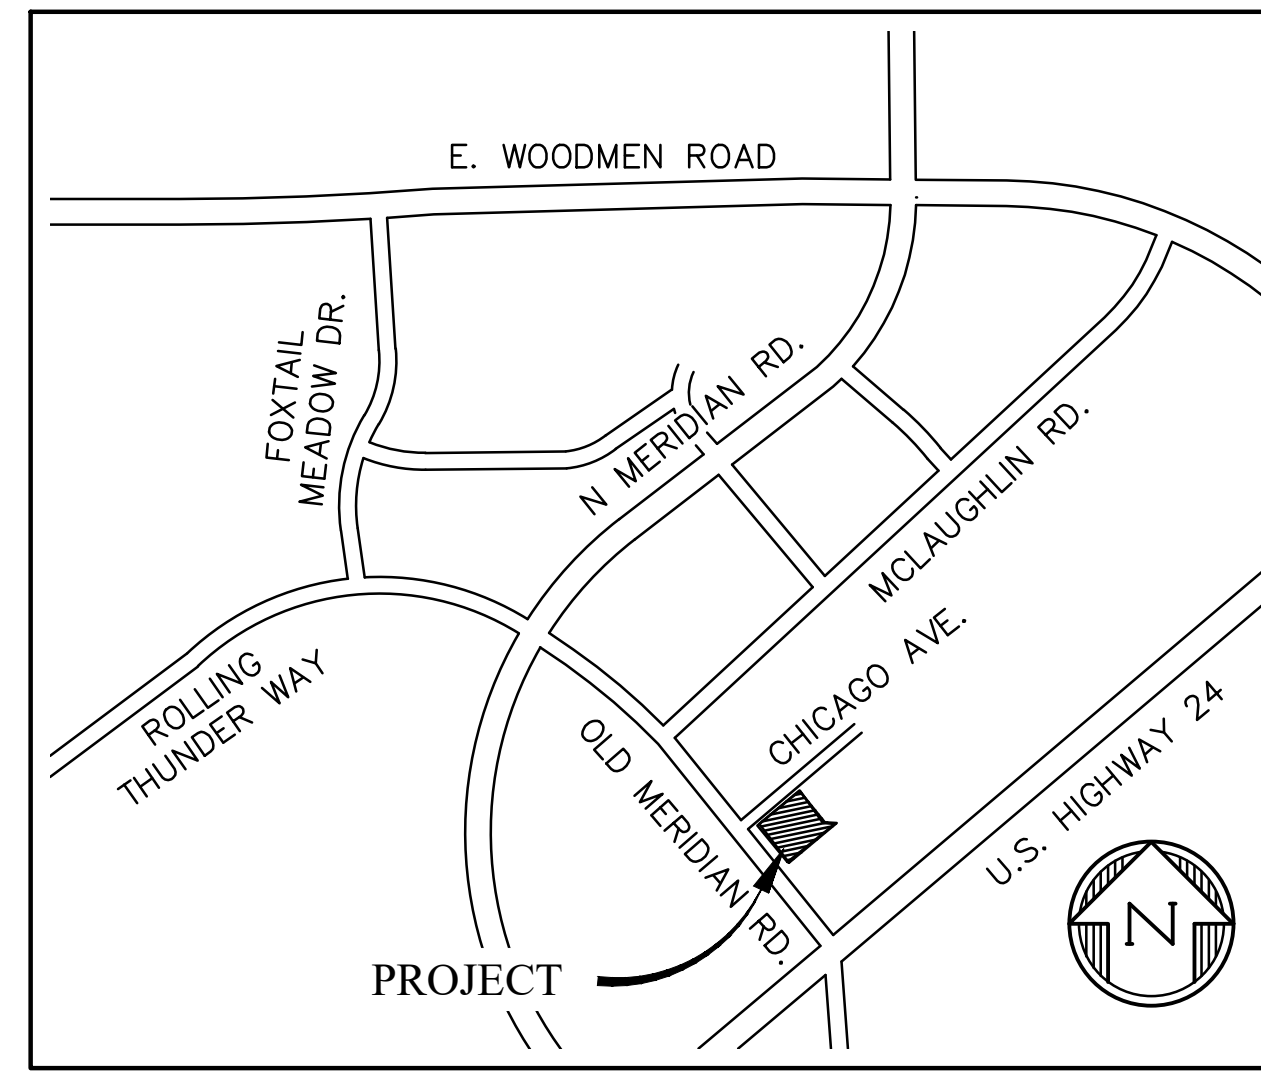 E. WOODMEN ROAD
FOXTAIL
MEADOW DR.
N MERIDIAN RD.
MCLAUGHLIN RD.
CHICAGO AVE.
ROLLING
THUNDER WAY
OLD MERIDIAN RD.
U.S. HIGHWAY 24
N
PROJECT